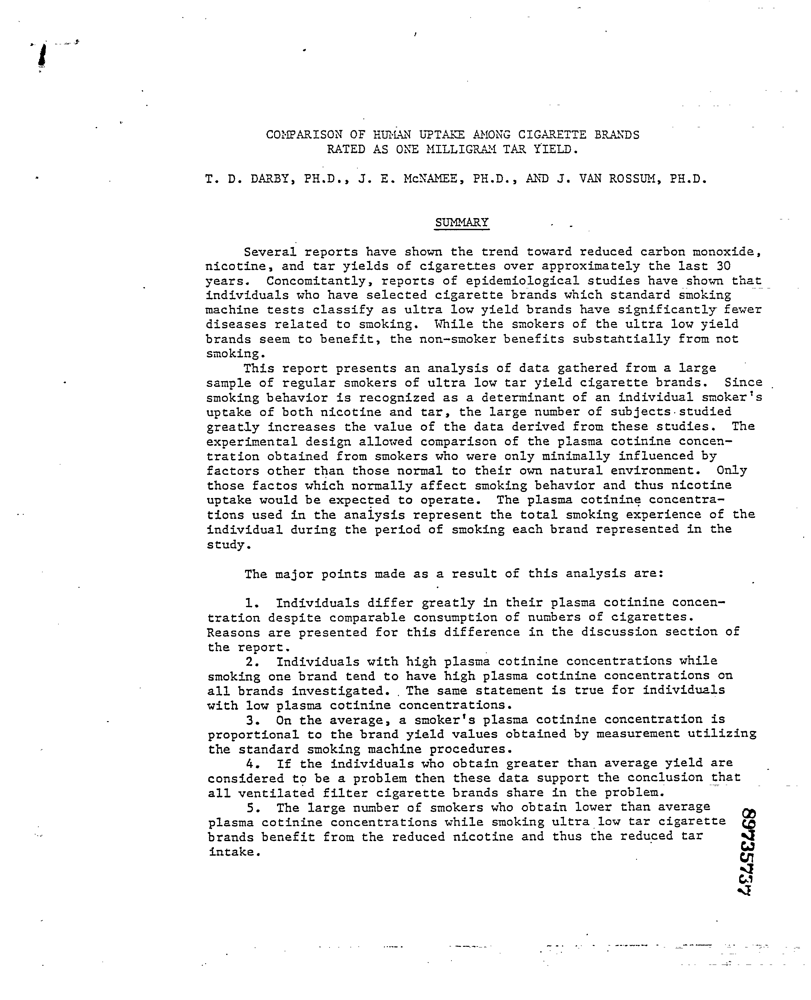 COMPARISON OF HUMAN UPTAKE AMONG CIGARETTE BRANDS
RATED AS ONE MILLIGRAM TAR YIELD.
T. D. DARBY, PH.D., J. E. McNAMEE, PH.D., AND J. VAN ROSSUM, PH.D.
SUMMARY
Several reports have shown the trend toward reduced carbon monoxide,
nicotine, and tar yields of cigarettes over approximately the last 30
years. Concomitantly, reports of epidemiological studies have shown that
individuals who have selected cigarette brands which standard smoking
machine tests classify as ultra low yield brands have significantly fewer
diseases related to smoking. While the smokers of the ultra low yield
brands seem to benefit, the non-smoker benefits substantially from not
smoking.
This report presents an analysis of data gathered from a large
sample of regular smokers of ultra low tar yield cigarette brands. Since
smoking behavior is recognized as a determinant of an individual smoker's
uptake of both nicotine and tar, the large number of subjects studied
greatly increases the value of the data derived from these studies. The
experimental design allowed comparison of the plasma cotinine concen-
tration obtained from smokers who were only minimally influenced by
factors other than those normal to their own natural environment. Only
those factos which normally affect smoking behavior and thus nicotine
uptake would be expected to operate. The plasma cotinine concentra-
tions used in the analysis represent the total smoking experience of the
individual during the period of smoking each brand represented in the
study.
The major points made as a result of this analysis are:
1. Individuals differ greatly in their plasma cotinine concen-
tration despite comparable consumption of numbers of cigarettes.
Reasons are presented for this difference in the discussion section of
the report.
2. Individuals with high plasma cotinine concentrations while
smoking one brand tend to have high plasma cotinine concentrations on
all brands investigated. The same statement is true for individuals
with low plasma cotinine concentrations.
3. On the average, a smoker's plasma cotinine concentration is
proportional to the brand yield values obtained by measurement utilizing
the standard smoking machine procedures.
4. If the individuals who obtain greater than average yield are
considered to be a problem then these data support the conclusion that
all ventilated filter cigarette brands share in the problem.
5. The large number of smokers who obtain lower than average
plasma cotinine concentrations while smoking ultra low tar cigarette
brands benefit from the reduced nicotine and thus the reduced tar
intake.
89735737